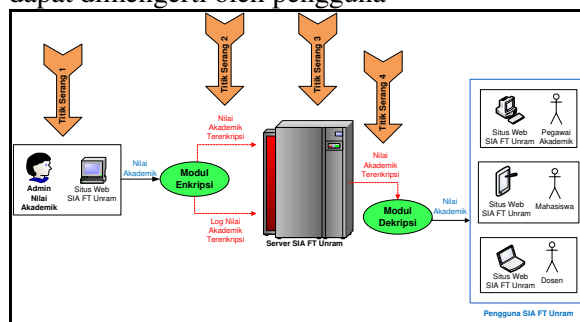 dapat dimengerti oleh pengguna
Titik Serang 1
Titik Serang 2
Titik Serang 3
Titik Serang 4
Admin
Nilai
Akademik
Situs Web
SIA FT Unram
Nilai
Akademik
Modul
Enkripsi
Nilai
Akademik
Terenkripsi
Log Nilai
Akademik
Terenkripsi
Server SIA FT Unram
Nilai
Akademik
Terenkripsi
Modul
Dekripsi
Nilai
Akademik
Situs Web
SIA FT Unram
Pegawai
Akademik
Situs Web
SIA FT Unram
Mahasiswa
Situs Web
SIA FT Unram
Dosen
Pengguna SIA FT Unram